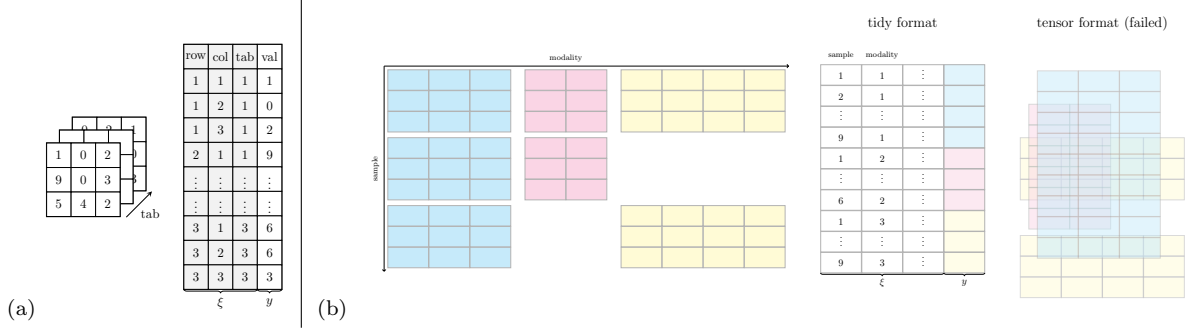 row col tab val
1 1 1 1
1 2 1 0
1 3 1 2
2 1 1 9
⋮ ⋮ ⋮ ⋮
⋮ ⋮ ⋮ ⋮
3 1 3 6
3 2 3 6
3 3 3 3
ξ y
1 0 2
9 0 3
5 4 2
tab
(a)
(b)
modality
sample
tidy format
sample modality
1 1 ⋮
2 1 ⋮
⋮ ⋮ ⋮
9 1 ⋮
1 2 ⋮
⋮ ⋮ ⋮
6 2 ⋮
1 3 ⋮
⋮ ⋮ ⋮
9 3 ⋮
ξ y
tensor format (failed)